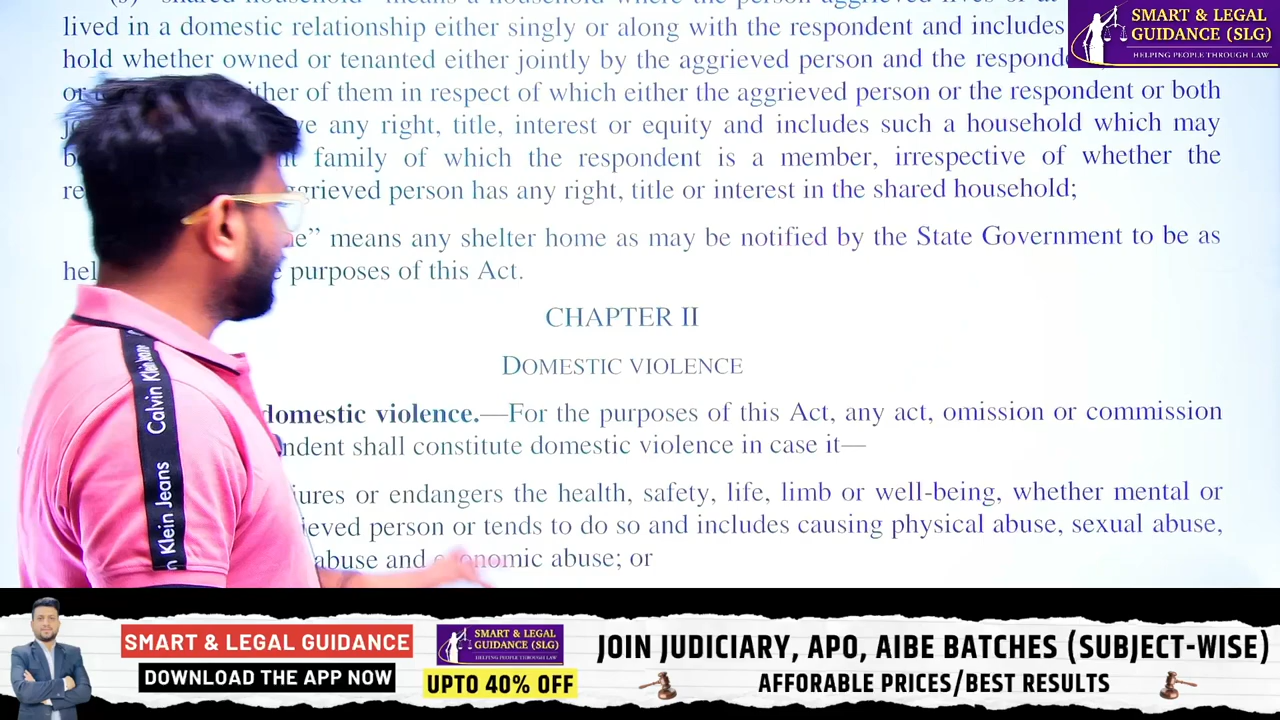 lived in a domestic relationship either singly or along with the respondent and includes
hold whether owned or tenanted either jointly by the aggrieved person and the
of them in respect of which either the aggrieved person or the respondent or both
any right, title, interest or equity and includes such a household which may
family of which the respondent is a member, irrespective of whether the
person has any right, title or interest in the shared household;
means any shelter home as may be notified by the State Government to be as
purposes of this Act.
CHAPTER II
DOMESTIC VIOLENCE
domestic violence.—For the purposes of this Act, any act, omission or commission
shall constitute domestic violence in case it—
or endangers the health, safety, life, limb or well-being, whether mental or
person or tends to do so and includes causing physical abuse, sexual abuse,
abuse and economic abuse; or
SMART & LEGAL
GUIDANCE (SLG)
HELPING PEOPLE THROUGH LAW
Calvin Klein Jeans
Klein Jeans
SMART & LEGAL GUIDANCE
DOWNLOAD THE APP NOW
SMART & LEGAL
GUIDANCE (SLG)
HELPING PEOPLE THROUGH LAW
UPTO 40% OFF
JOIN JUDICIARY, APO, AIBE BATCHES (SUBJECT-WISE)
AFFORABLE PRICES/BEST RESULTS